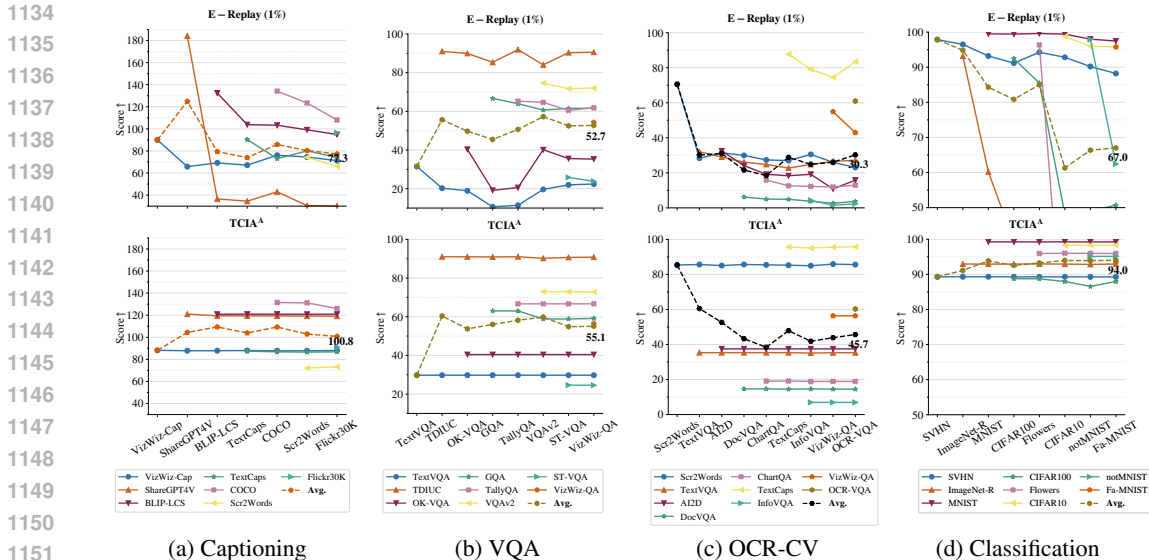 1134
1135
1136
1137
1138
1139
1140
1141
1142
1143
1144
1145
1146
1147
1148
1149
1150
1151
E – Replay (1%)
Score↑
180
160
140
120
100
80
60
40
77.3
TCIA^A
Score↑
180
160
140
120
100
80
60
40
100.8
VizWiz-Cap
ShareGPT4V
BLIP-LCS
TextCaps
COCO
Scr2Words
Flickr30K
VizWiz-Cap
ShareGPT4V
BLIP-LCS
TextCaps
COCO
Scr2Words
Flickr30K
Avg.
(a) Captioning
E – Replay (1%)
Score↑
100
80
60
40
20
52.7
TCIA^A
Score↑
100
80
60
40
20
55.1
TextVQA
TDIUC
OK-VQA
GQA
TallyQA
VQAv2
ST-VQA
VizWiz-QA
TextVQA
TDIUC
OK-VQA
GQA
TallyQA
VQAv2
ST-VQA
VizWiz-QA
Avg.
(b) VQA
E – Replay (1%)
Score↑
100
80
60
40
20
0
30.3
TCIA^A
Score↑
100
80
60
40
20
0
45.7
Scr2Words
TextVQA
AI2D
DocVQA
ChartQA
TextCaps
InfoVQA
VizWiz-QA
OCR-VQA
Scr2Words
TextVQA
AI2D
DocVQA
ChartQA
TextCaps
InfoVQA
VizWiz-QA
OCR-VQA
Avg.
(c) OCR-CV
E – Replay (1%)
Score↑
100
90
80
70
60
50
67.0
TCIA^A
Score↑
100
90
80
70
60
50
94.0
SVHN
ImageNet-R
MNIST
CIFAR100
Flowers
CIFAR10
noMNIST
Fa-MNIST
SVHN
ImageNet-R
MNIST
CIFAR100
Flowers
CIFAR10
notMNIST
Fa-MNIST
Avg.
(d) Classification